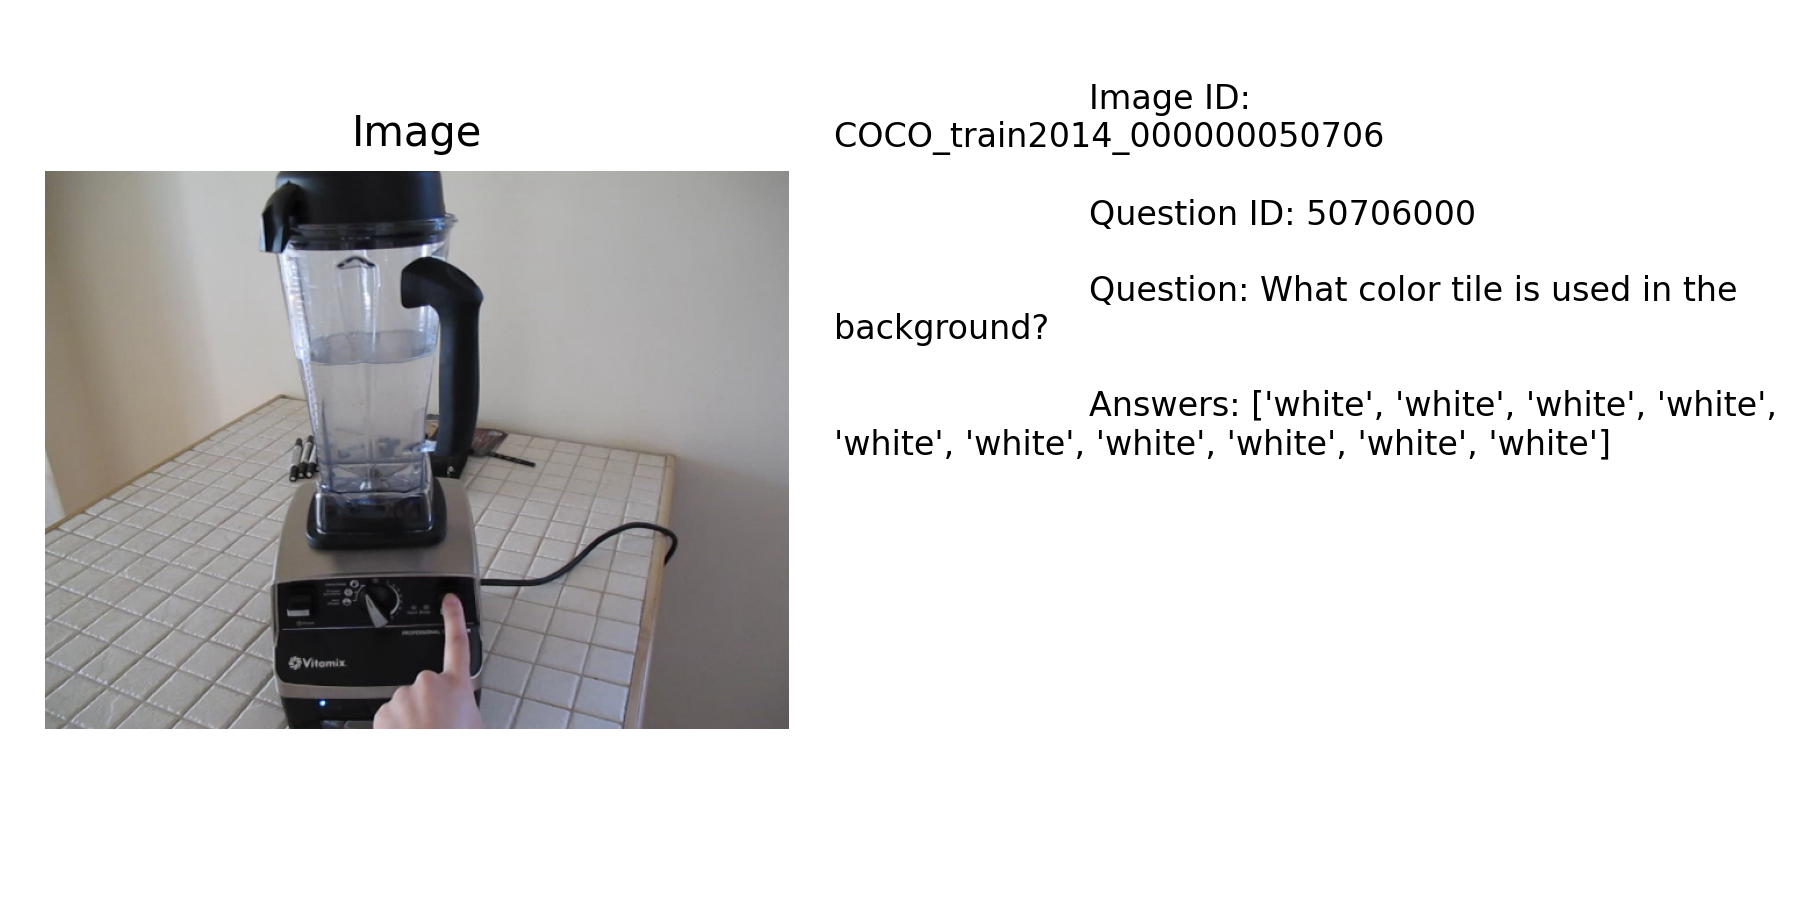 Image
Image ID:
COCO_train2014_000000050706
Question ID: 50706000
Question: What color tile is used in the
background?
Answers: ['white', 'white', 'white', 'white',
'white', 'white', 'white', 'white', 'white', 'white']
PROFESSIONAL
Vitamix